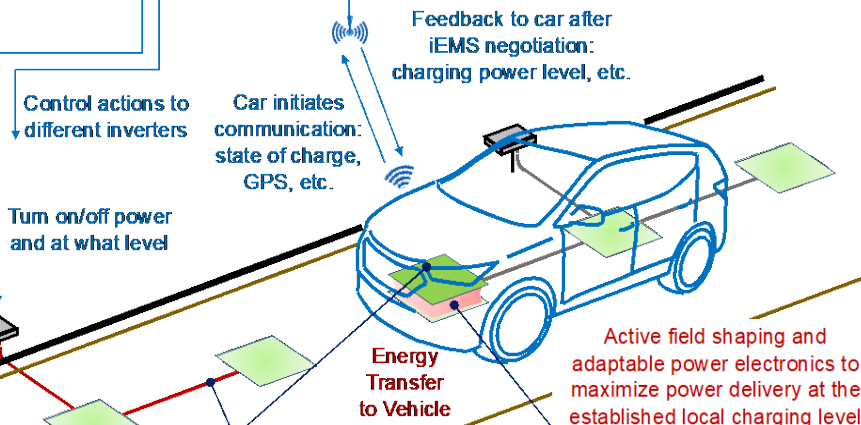 Feedback to car after
iEMS negotiation:
charging power level, etc.
Control actions to
different inverters
Car initiates
communication:
state of charge,
GPS, etc.
Turn on/off power
and at what level
Energy
Transfer
to Vehicle
Active field shaping and
adaptable power electronics to
maximize power delivery at the
established local charging level